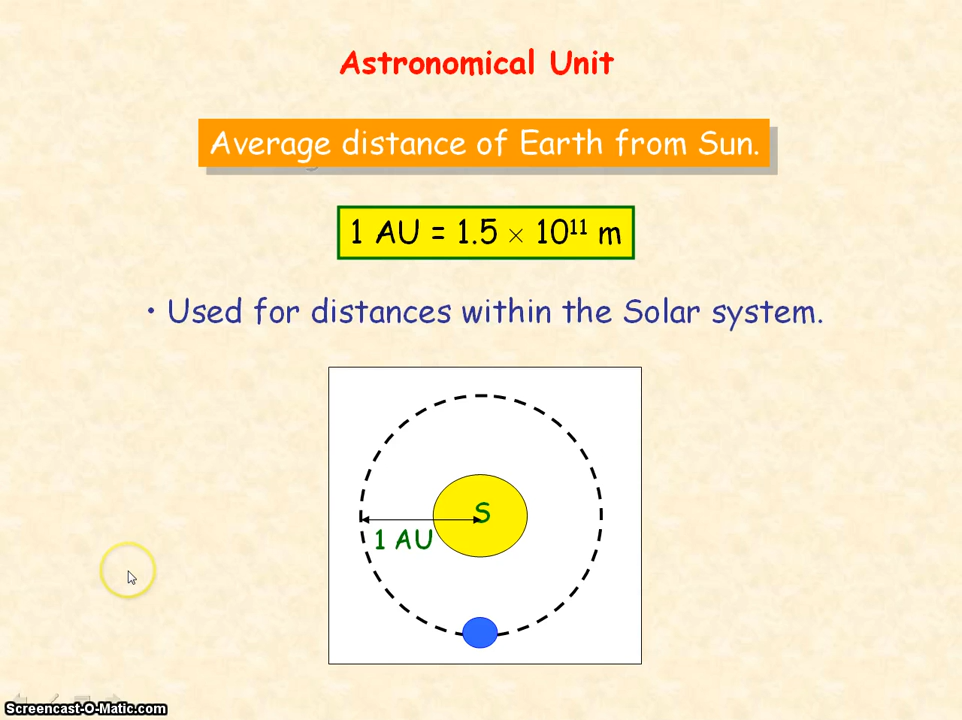 Astronomical Unit
Average distance of Earth from Sun.
1 AU = 1.5 × 10¹¹ m
• Used for distances within the Solar system.
S
1 AU
Screencast-O-Matic.com